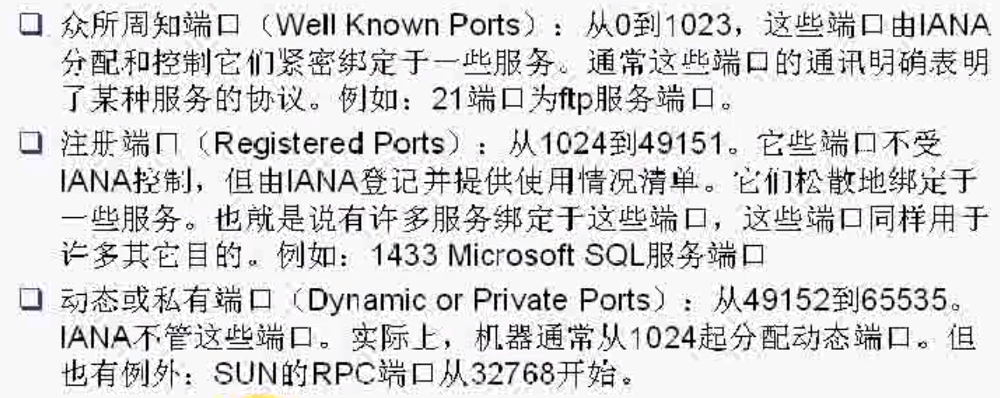 ❑ 众所周知端口（Well Known Ports）：从0到1023，这些端口由IANA
分配和控制它们紧密绑定于一些服务。通常这些端口的通讯明确表明
了某种服务的协议。例如：21端口为ftp服务端口。
❑ 注册端口（Registered Ports）：从1024到49151。它些端口不受
IANA控制，但由IANA登记并提供使用情况清单。它们松散地绑定于
一些服务。也就是说有许多服务绑定于这些端口，这些端口同样用于
许多其它目的。例如：1433 Microsoft SQL服务端口
❑ 动态或私有端口（Dynamic or Private Ports）：从49152到65535。
IANA不管这些端口。实际上，机器通常从1024起分配动态端口。但
也有例外：SUN的RPC端口从32768开始。